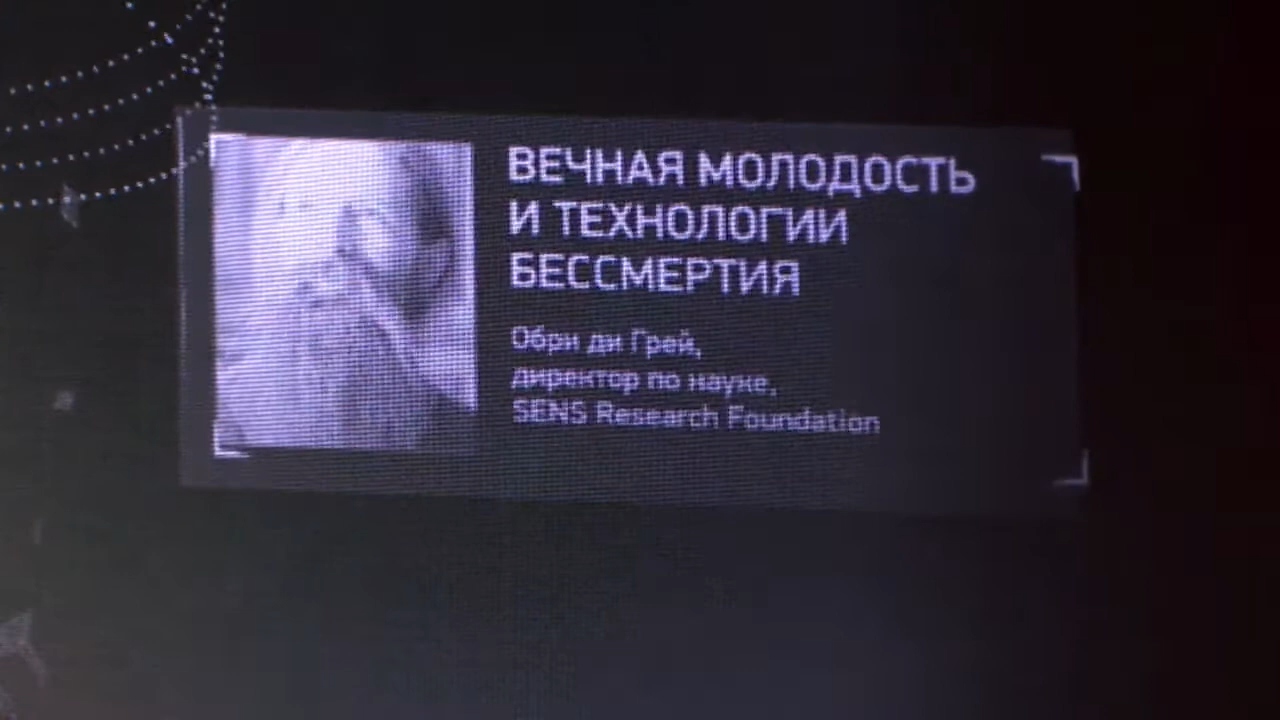 ВЕЧНАЯ МОЛОДОСТЬ
И ТЕХНОЛОГИИ
БЕССМЕРТИЯ
Обри ди Грей,
директор по науке,
SENS Research Foundation